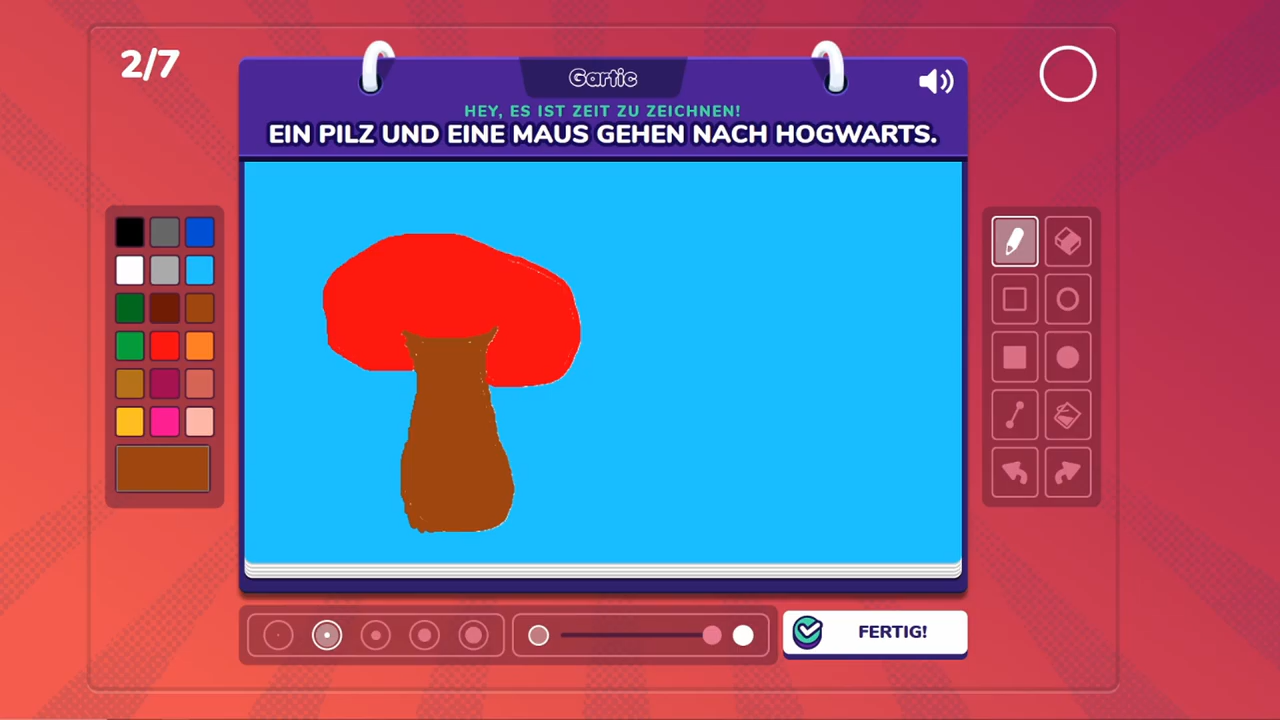 2/7
Gartic
HEY, ES IST ZEIT ZU ZEICHNEN!
EIN PILZ UND EINE MAUS GEHEN NACH HOGWARTS.
FERTIG!